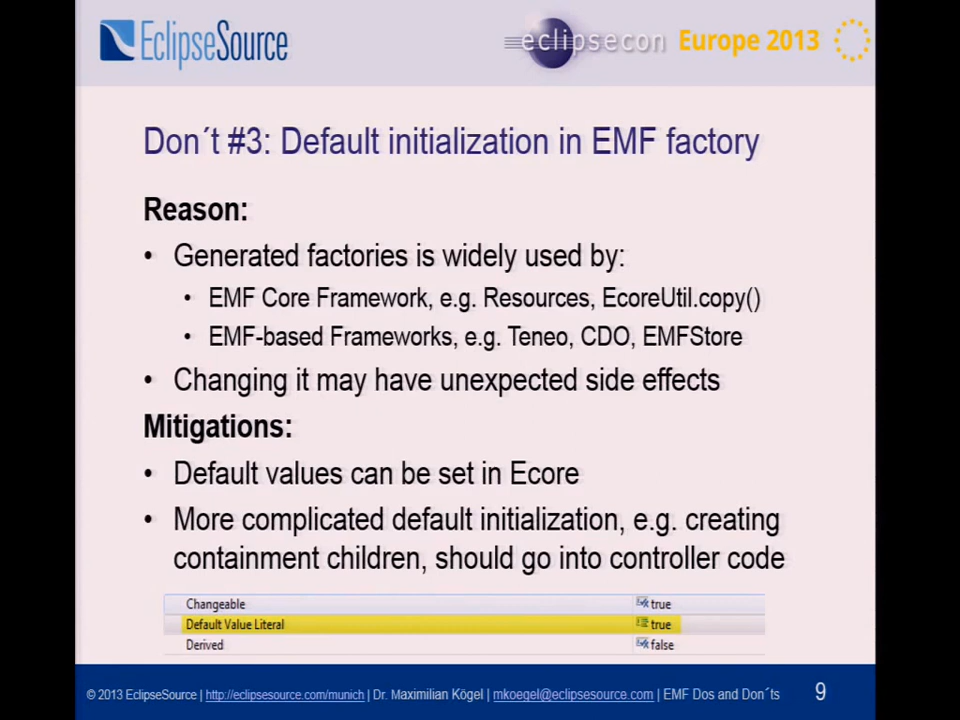 EclipseSource
eclipsecon Europe 2013
Don´t #3: Default initialization in EMF factory
Reason:
• Generated factories is widely used by:
• EMF Core Framework, e.g. Resources, EcoreUtil.copy()
• EMF-based Frameworks, e.g. Teneo, CDO, EMFStore
• Changing it may have unexpected side effects
Mitigations:
• Default values can be set in Ecore
• More complicated default initialization, e.g. creating
containment children, should go into controller code
Changeable true
Default Value Literal true
Derived false
© 2013 EclipseSource | http://eclipsesource.com/munich | Dr. Maximilian Kögel | mkoegel@eclipsesource.com | EMF Dos and Don´ts 9